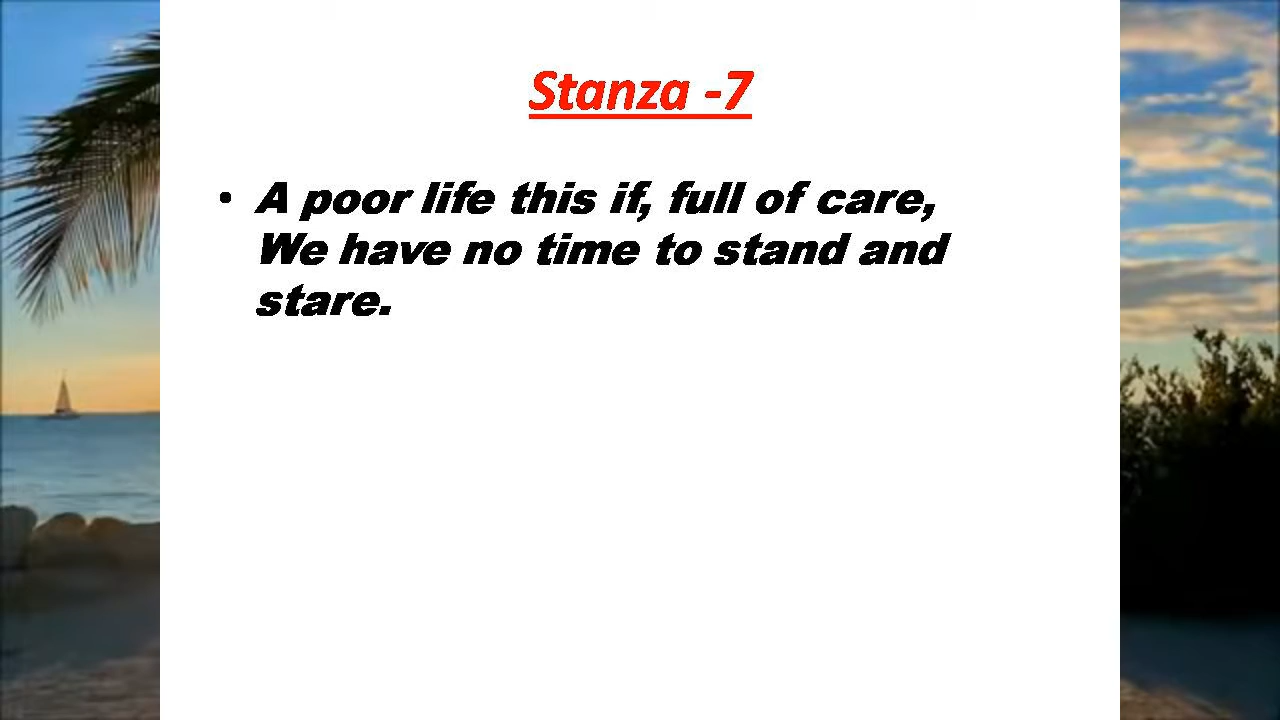 Stanza -7
• A poor life this if, full of care,
We have no time to stand and
stare.